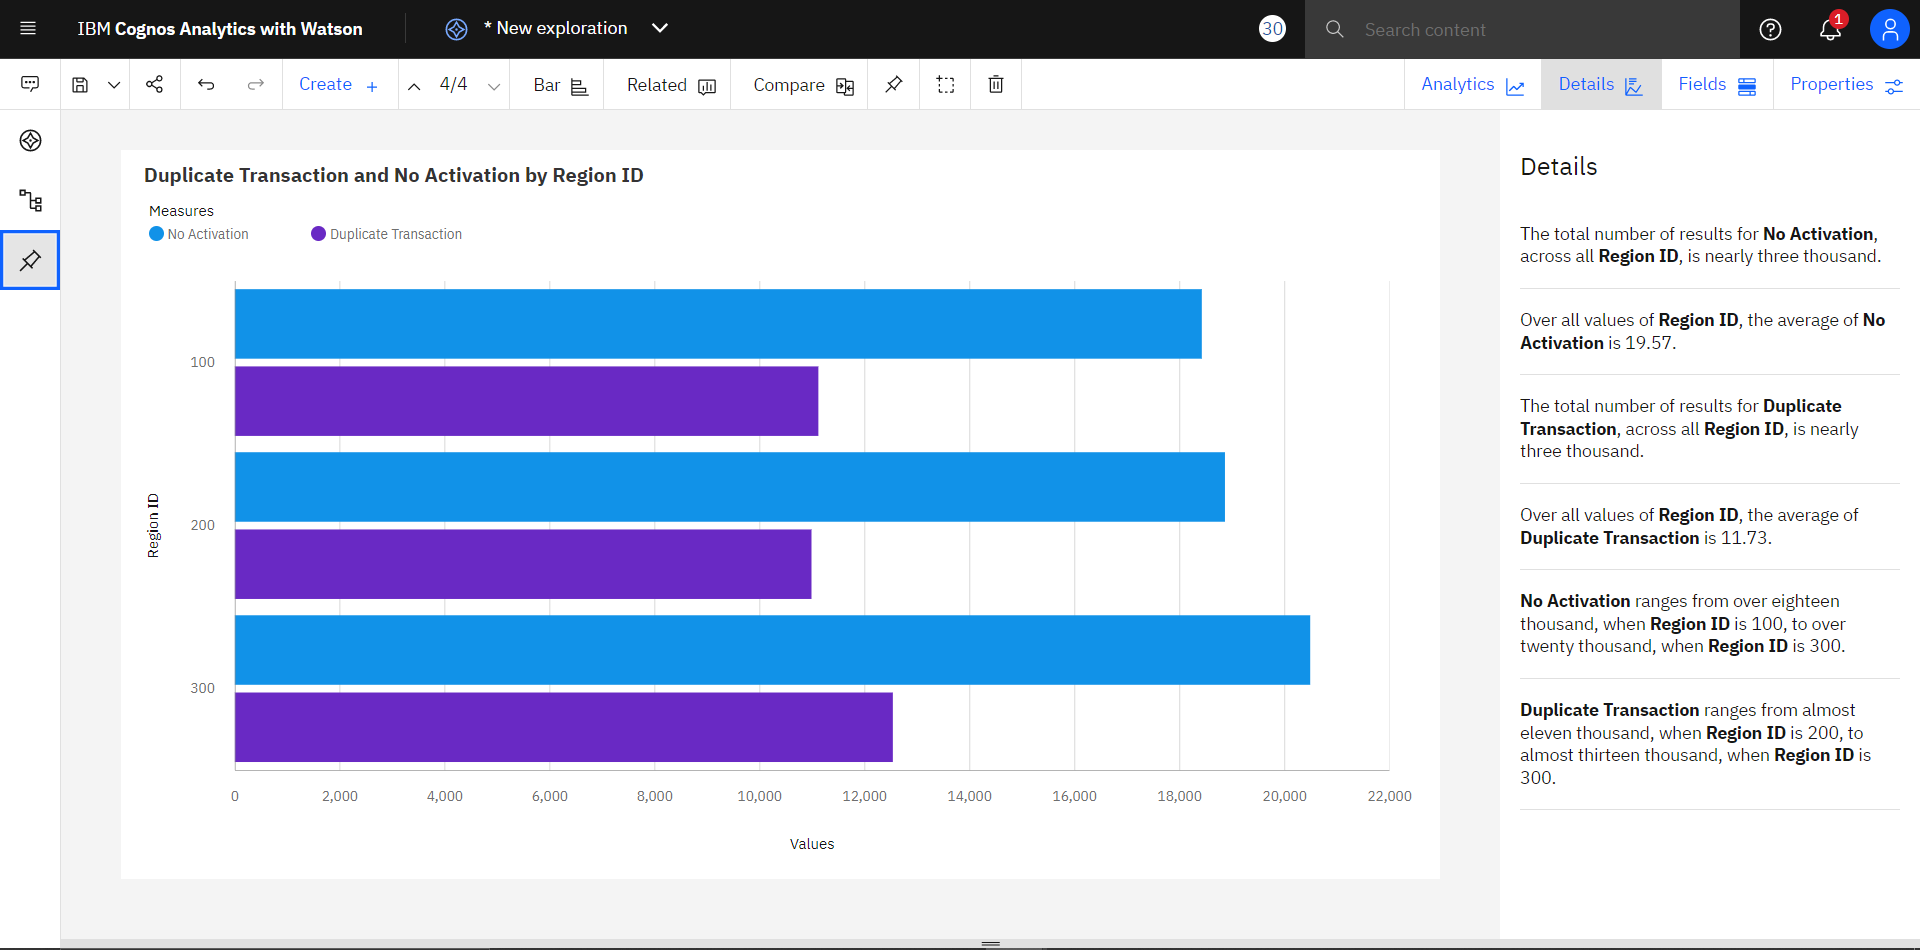 IBM Cognos Analytics with Watson
* New exploration
30
Search content
1
Create +
4/4
Bar
Related
Compare
Analytics
Details
Fields
Properties
Duplicate Transaction and No Activation by Region ID
Measures
No Activation
Duplicate Transaction
Region ID
100
200
300
0
2,000
4,000
6,000
8,000
10,000
12,000
14,000
16,000
18,000
20,000
22,000
Values
Details
The total number of results for No Activation,
across all Region ID, is nearly three thousand.
Over all values of Region ID, the average of No
Activation is 19.57.
The total number of results for Duplicate
Transaction, across all Region ID, is nearly
three thousand.
Over all values of Region ID, the average of
Duplicate Transaction is 11.73.
No Activation ranges from over eighteen
thousand, when Region ID is 100, to over
twenty thousand, when Region ID is 300.
Duplicate Transaction ranges from almost
eleven thousand, when Region ID is 200, to
almost thirteen thousand, when Region ID is
300.